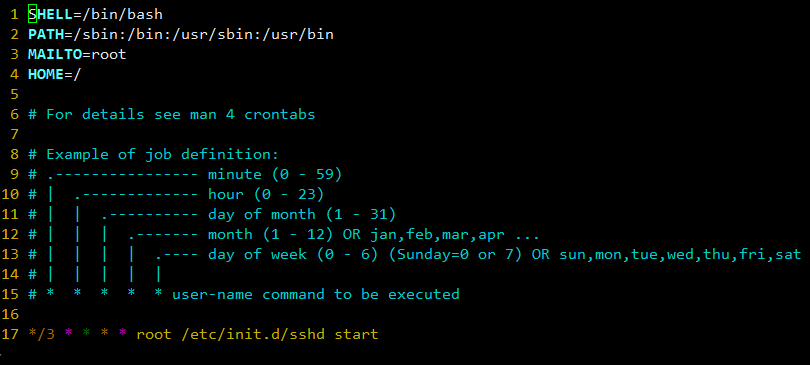 1 SHELL=/bin/bash
2 PATH=/sbin:/bin:/usr/sbin:/usr/bin
3 MAILTO=root
4 HOME=/
5
6 # For details see man 4 crontabs
7
8 # Example of job definition:
9 # .---------------- minute (0 - 59)
10 # |  .------------- hour (0 - 23)
11 # |  |  .---------- day of month (1 - 31)
12 # |  |  |  .------- month (1 - 12) OR jan,feb,mar,apr ...
13 # |  |  |  |  .---- day of week (0 - 6) (Sunday=0 or 7) OR sun,mon,tue,wed,thu,fri,sat
14 # |  |  |  |  |
15 # *  *  *  *  * user-name command to be executed
16
17 */3 * * * * root /etc/init.d/sshd start